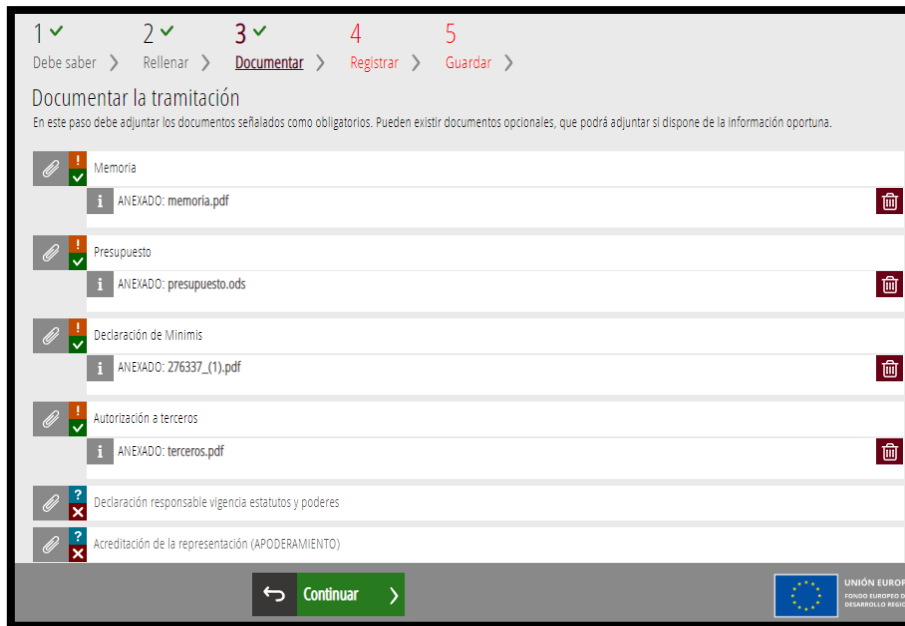 1 2 3 4 5
Debe saber Rellenar Documentar Registrar Guardar
Documentar la tramitación
En este paso debe adjuntar los documentos señalados como obligatorios. Pueden existir documentos opcionales, que podrá adjuntar si dispone de la información oportuna.
! Memoria
i ANEXADO: memoria.pdf
! Presupuesto
i ANEXADO: presupuesto.ods
! Declaración de Minimis
i ANEXADO: 276337_(1).pdf
! Autorización a terceros
i ANEXADO: terceros.pdf
? Declaración responsable vigencia estatutos y poderes
? Acreditación de la representación (APODERAMIENTO)
Continuar
UNIÓN EUROP
FONDO EUROPEO D
DESARROLLO REGIO